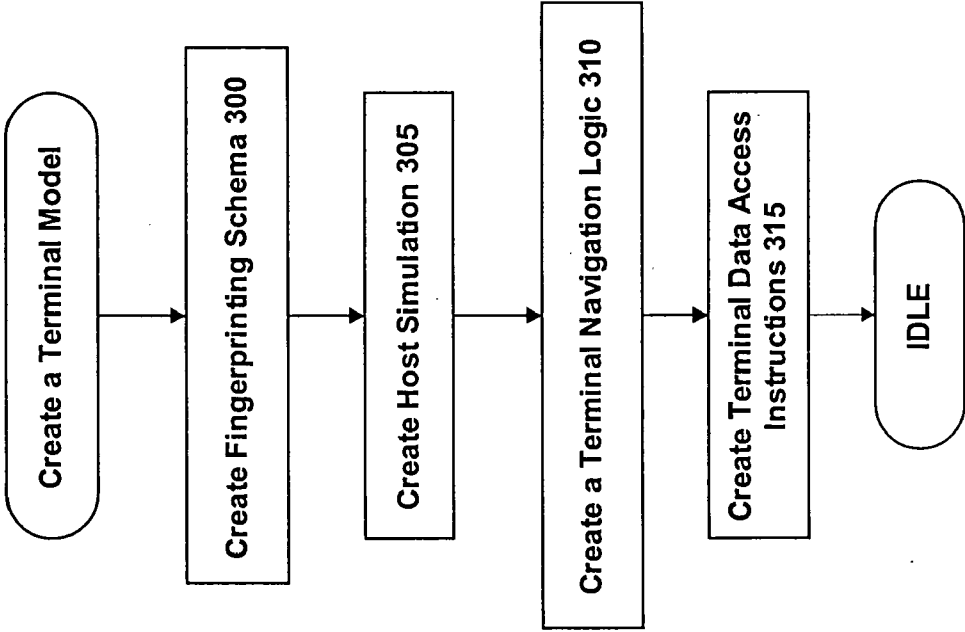 Create a Terminal Model
Create Fingerprinting Schema 300
Create Host Simulation 305
Create a Terminal Navigation Logic 310
Create Terminal Data Access
Instructions 315
IDLE